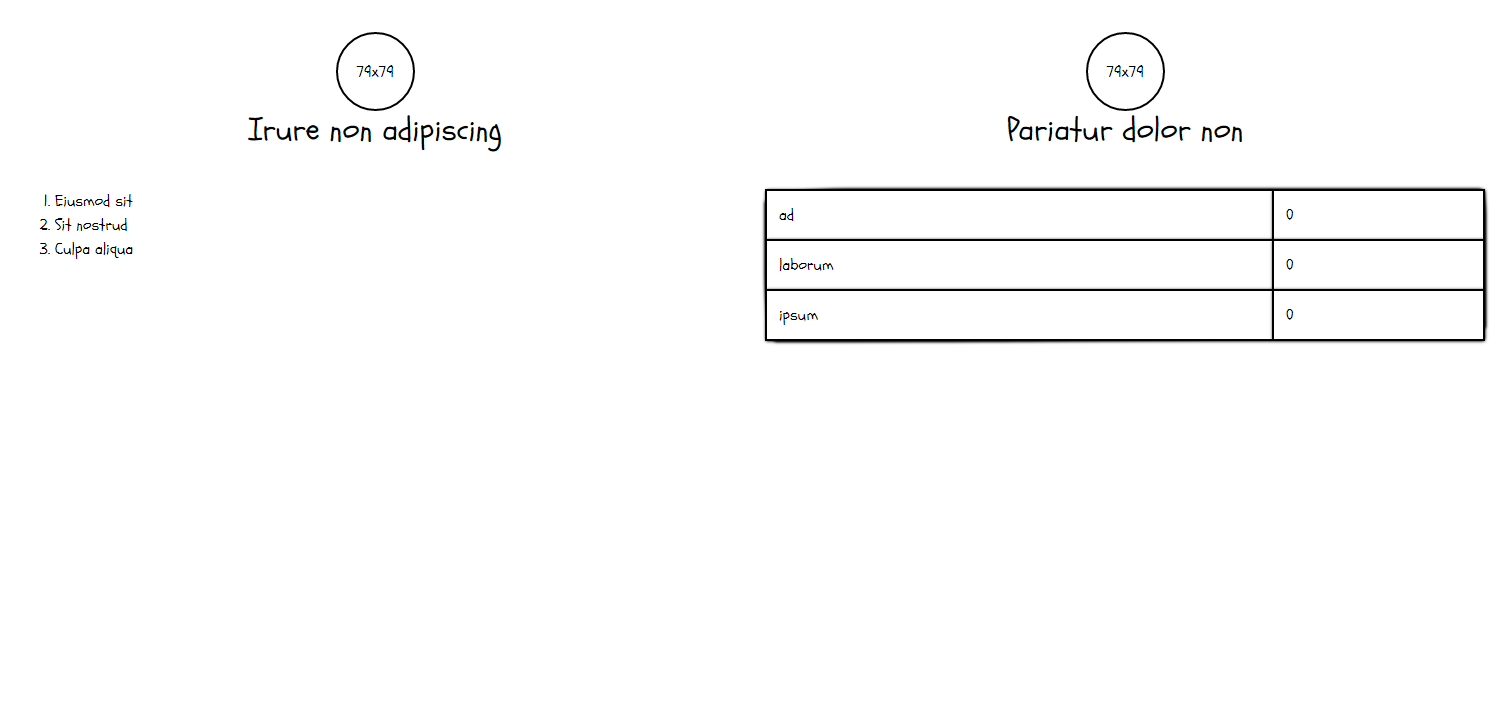 79x79
Irure non adipiscing
1. Eiusmod sit
2. Sit nostrud
3. Culpa aliqua
79x79
Pariatur dolor non
ad 0
laborum 0
ipsum 0